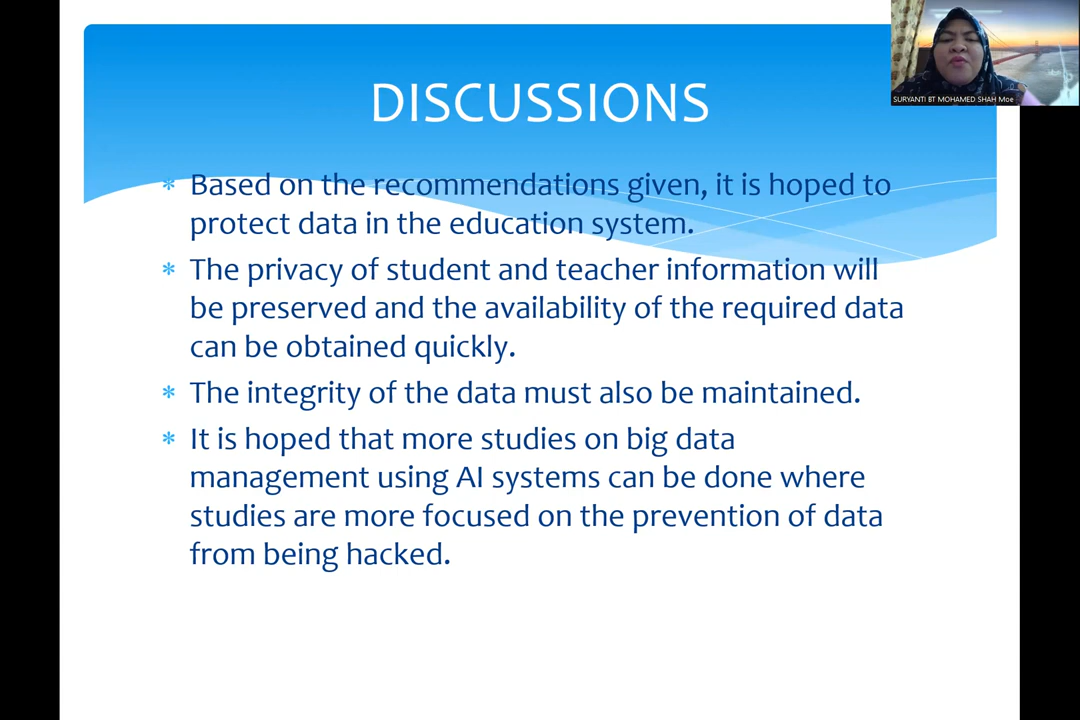 SURYANTI BT MOHAMED SHAH Moe
DISCUSSIONS
* Based on the recommendations given, it is hoped to
protect data in the education system.
* The privacy of student and teacher information will
be preserved and the availability of the required data
can be obtained quickly.
* The integrity of the data must also be maintained.
* It is hoped that more studies on big data
management using AI systems can be done where
studies are more focused on the prevention of data
from being hacked.